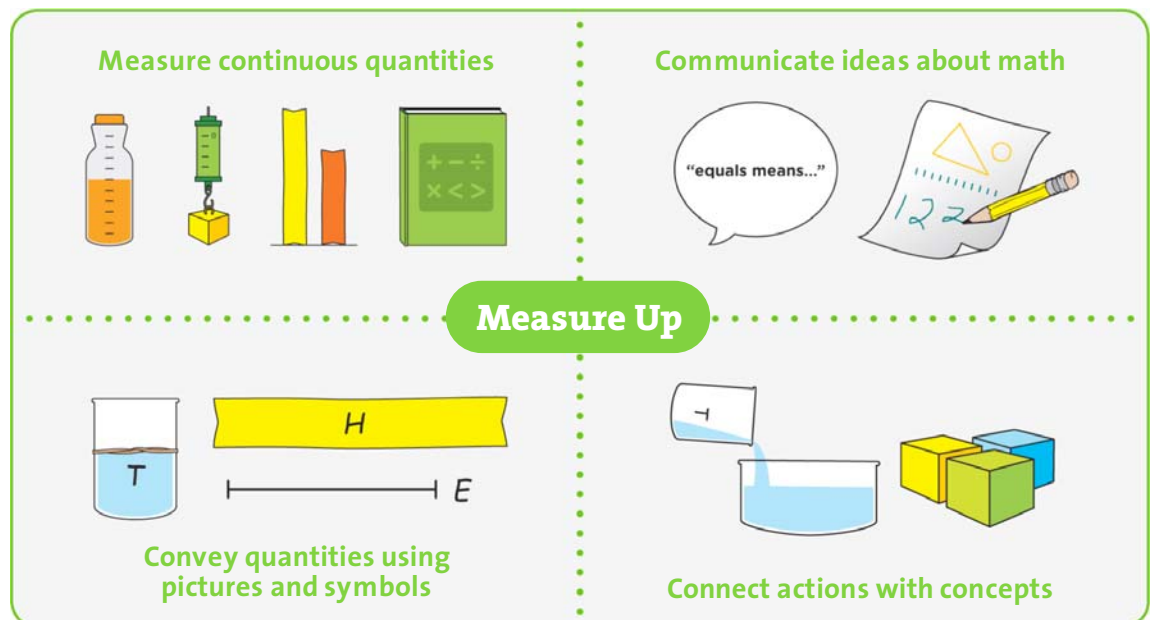 Measure continuous quantities
+ − ÷
× < >
Communicate ideas about math
“equals means...”
122
Measure Up
T
H
E
Convey quantities using
pictures and symbols
T
Connect actions with concepts